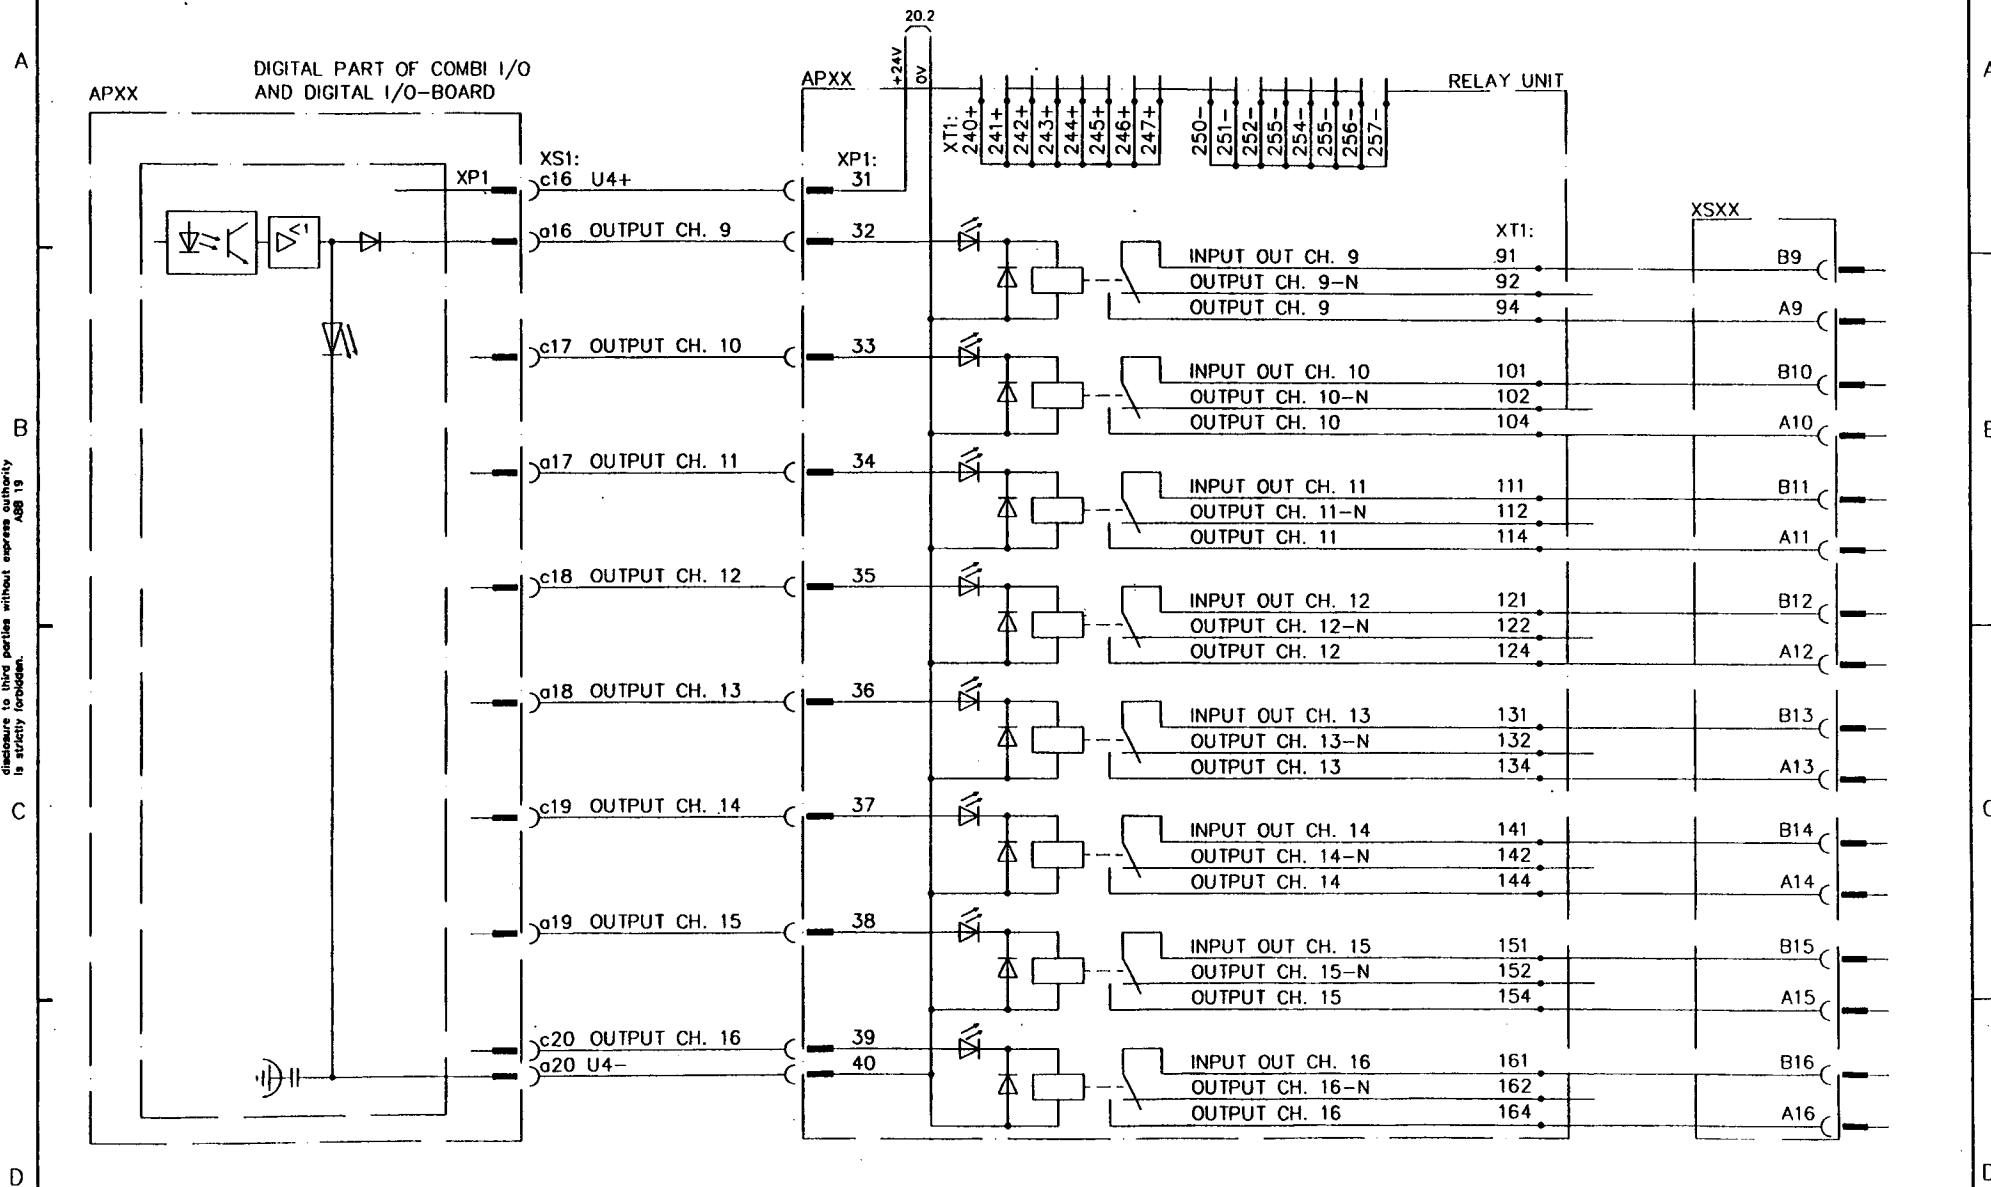 20.2
A
DIGITAL PART OF COMBI I/O
AND DIGITAL I/O-BOARD
APXX
APXX
+24V
0V
RELAY UNIT
XT1:
240+
241+
242+
243+
244+
245+
246+
247+
250-
251-
252-
255-
254-
255-
256-
257-
XS1:
XP1:
XP1
c16 U4+
31
XSXX
a16 OUTPUT CH. 9
32
XT1:
INPUT OUT CH. 9 91 B9
OUTPUT CH. 9-N 92
OUTPUT CH. 9 94 A9
<1
c17 OUTPUT CH. 10
33
INPUT OUT CH. 10 101 B10
OUTPUT CH. 10-N 102
OUTPUT CH. 10 104 A10
B
a17 OUTPUT CH. 11
34
INPUT OUT CH. 11 111 B11
OUTPUT CH. 11-N 112
OUTPUT CH. 11 114 A11
disclosure to third parties without express authority
is strictly forbidden. ABB 19
c18 OUTPUT CH. 12
35
INPUT OUT CH. 12 121 B12
OUTPUT CH. 12-N 122
OUTPUT CH. 12 124 A12
a18 OUTPUT CH. 13
36
INPUT OUT CH. 13 131 B13
OUTPUT CH. 13-N 132
OUTPUT CH. 13 134 A13
C
c19 OUTPUT CH. 14
37
INPUT OUT CH. 14 141 B14
OUTPUT CH. 14-N 142
OUTPUT CH. 14 144 A14
a19 OUTPUT CH. 15
38
INPUT OUT CH. 15 151 B15
OUTPUT CH. 15-N 152
OUTPUT CH. 15 154 A15
c20 OUTPUT CH. 16
39
a20 U4-
40
INPUT OUT CH. 16 161 B16
OUTPUT CH. 16-N 162
OUTPUT CH. 16 164 A16
D